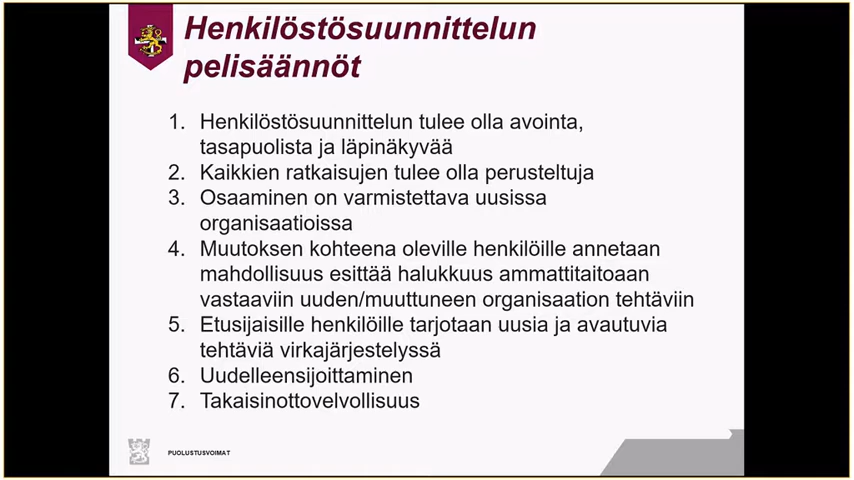 Henkilöstösuunnittelun
pelisäännöt
1. Henkilöstösuunnittelun tulee olla avointa,
tasapuolista ja läpinäkyvää
2. Kaikkien ratkaisujen tulee olla perusteltuja
3. Osaaminen on varmistettava uusissa
organisaatioissa
4. Muutoksen kohteena oleville henkilöille annetaan
mahdollisuus esittää halukkuus ammattitaitoaan
vastaaviin uuden/muuttuneen organisaation tehtäviin
5. Etusijaisille henkilöille tarjotaan uusia ja avautuvia
tehtäviä virkajärjestelyssä
6. Uudelleensijoittaminen
7. Takaisinottovelvollisuus
PUOLUSTUSVOIMAT